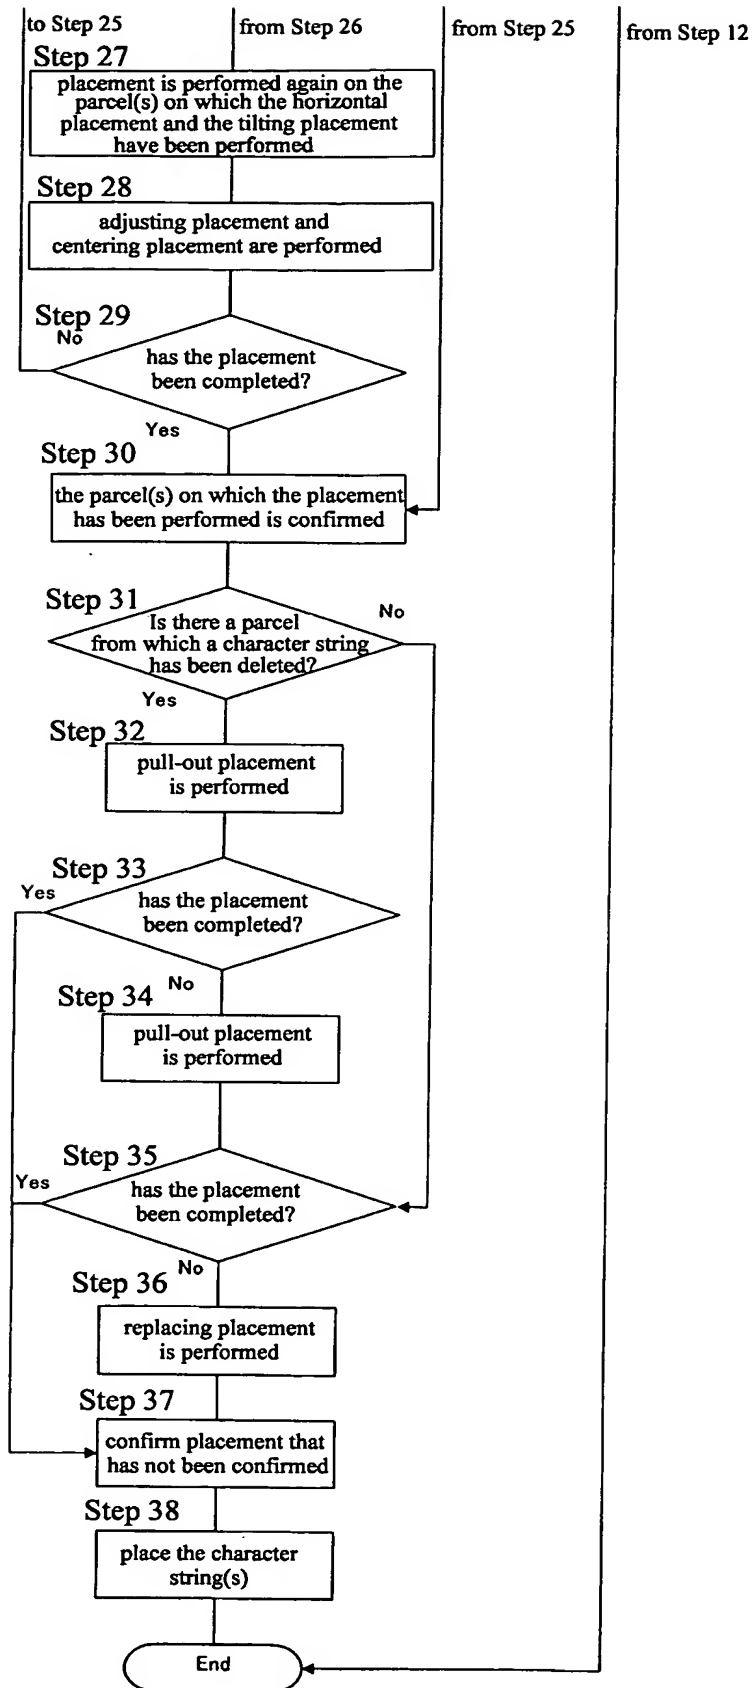 to Step 25
from Step 26
from Step 25
from Step 12
Step 27
placement is performed again on the
parcel(s) on which the horizontal
placement and the tilting placement
have been performed
Step 28
adjusting placement and
centering placement are performed
Step 29
No
has the placement
been completed?
Yes
Step 30
the parcel(s) on which the placement
has been performed is confirmed
Step 31
No
Is there a parcel
from which a character string
has been deleted?
Yes
Step 32
pull-out placement
is performed
Step 33
Yes
has the placement
been completed?
No
Step 34
pull-out placement
is performed
Step 35
Yes
has the placement
been completed?
No
Step 36
replacing placement
is performed
Step 37
confirm placement that
has not been confirmed
Step 38
place the character
string(s)
End